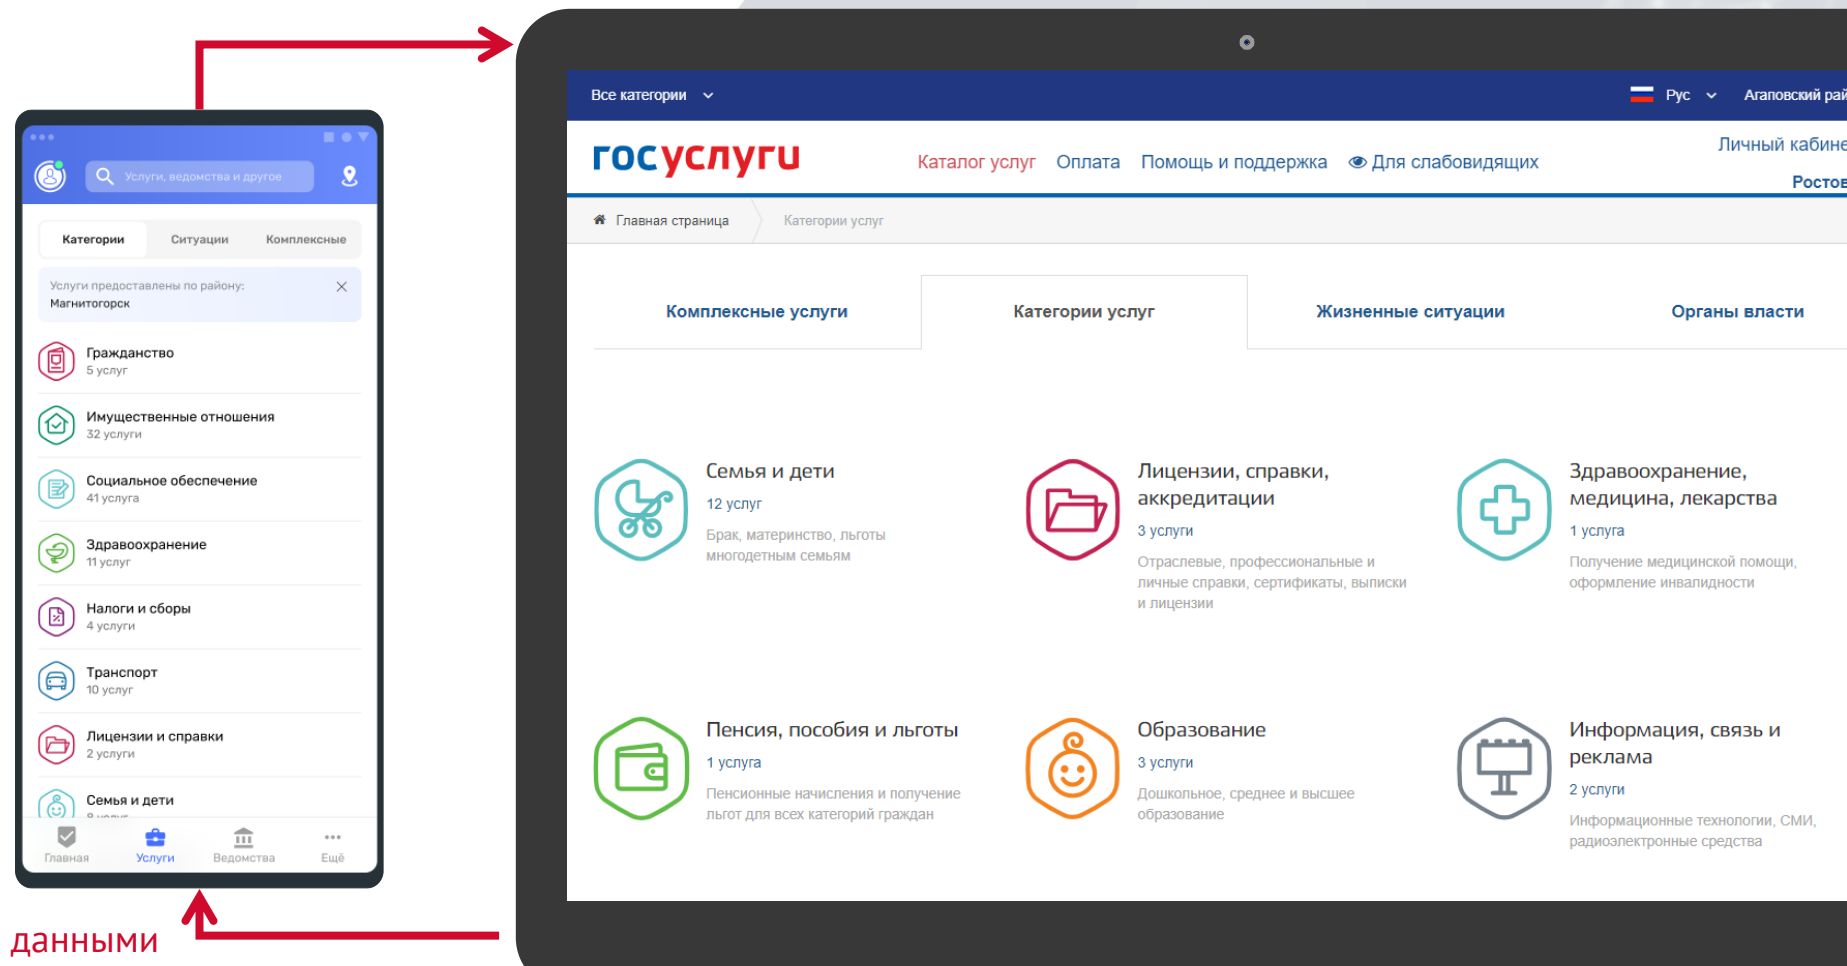 Услуги, ведомства и другое
Категории Ситуации Комплексные
Услуги предоставлены по району:
Магнитогорск
Гражданство
5 услуг
Имущественные отношения
32 услуги
Социальное обеспечение
41 услуга
Здравоохранение
11 услуг
Налоги и сборы
4 услуги
Транспорт
10 услуг
Лицензии и справки
2 услуги
Семья и дети
Главная Услуги Ведомства Ещё
данными
Все категории Рус Агаповский рай
госуслуги Каталог услуг Оплата Помощь и поддержка Для слабовидящих
Личный кабине
Ростов
Главная страница Категории услуг
Комплексные услуги Категории услуг Жизненные ситуации Органы власти
Семья и дети
12 услуг
Брак, материнство, льготы
многодетным семьям
Лицензии, справки,
аккредитации
3 услуги
Отраслевые, профессиональные и
личные справки, сертификаты, выписки
и лицензии
Здравоохранение,
медицина, лекарства
1 услуга
Получение медицинской помощи,
оформление инвалидности
Пенсия, пособия и льготы
1 услуга
Пенсионные начисления и получение
льгот для всех категорий граждан
Образование
3 услуги
Дошкольное, среднее и высшее
образование
Информация, связь и
реклама
2 услуги
Информационные технологии, СМИ,
радиоэлектронные средства